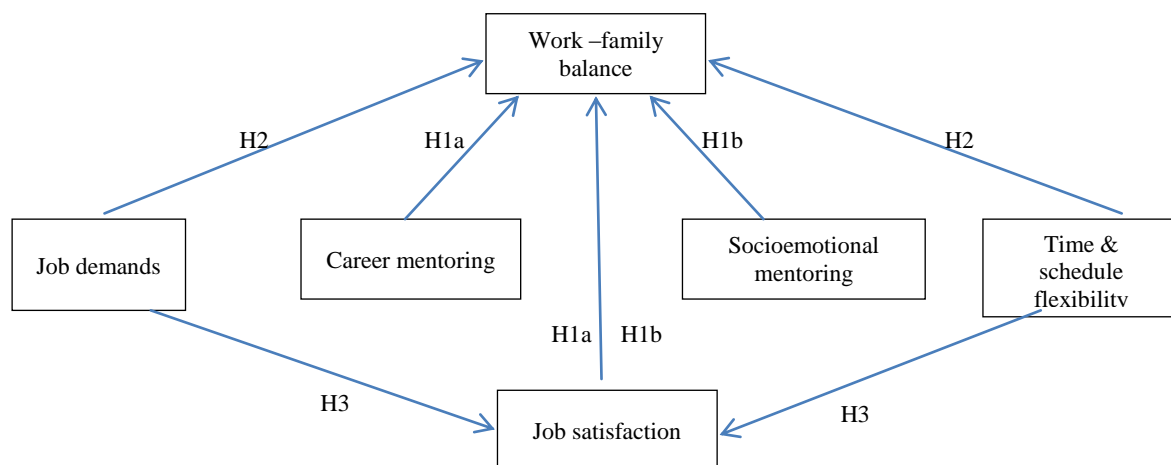 Work –family
balance
H2
H1a
H1b
H2
Job demands
Career mentoring
Socioemotional
mentoring
Time &
schedule
flexibility
H1a
H1b
H3
H3
Job satisfaction